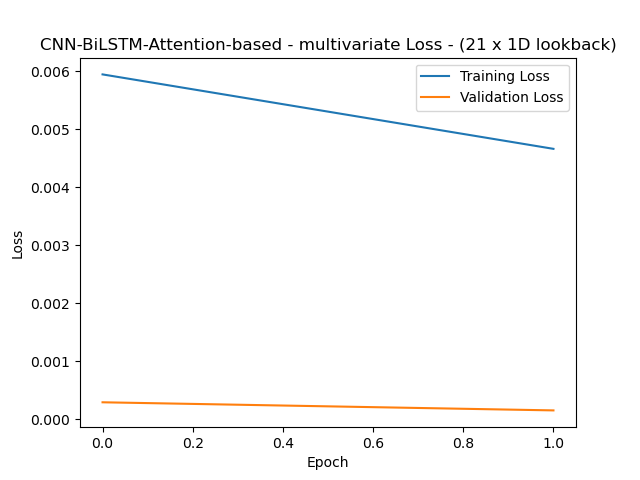 CNN-BiLSTM-Attention-based - multivariate Loss - (21 x 1D lookback)
Training Loss
Validation Loss
0.006
0.005
0.004
0.003
0.002
0.001
0.000
Loss
0.0 0.2 0.4 0.6 0.8 1.0
Epoch